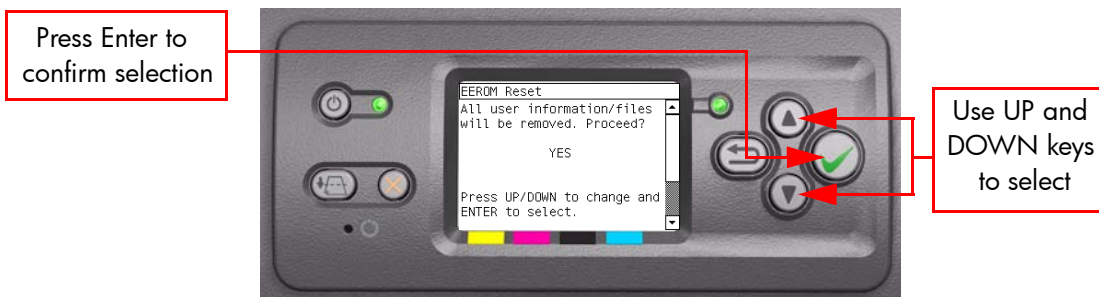 Press Enter to
confirm selection
EEROM Reset
All user information/files
will be removed. Proceed?
YES
Press UP/DOWN to change and
ENTER to select.
Use UP and
DOWN keys
to select